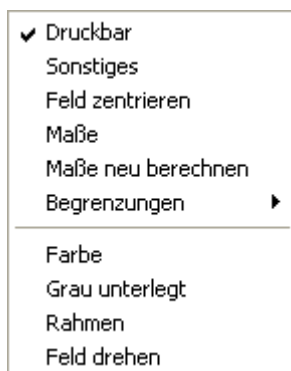 Druckbar
Sonstiges
Feld zentrieren
Maße
Maße neu berechnen
Begrenzungen
Farbe
Grau unterlegt
Rahmen
Feld drehen